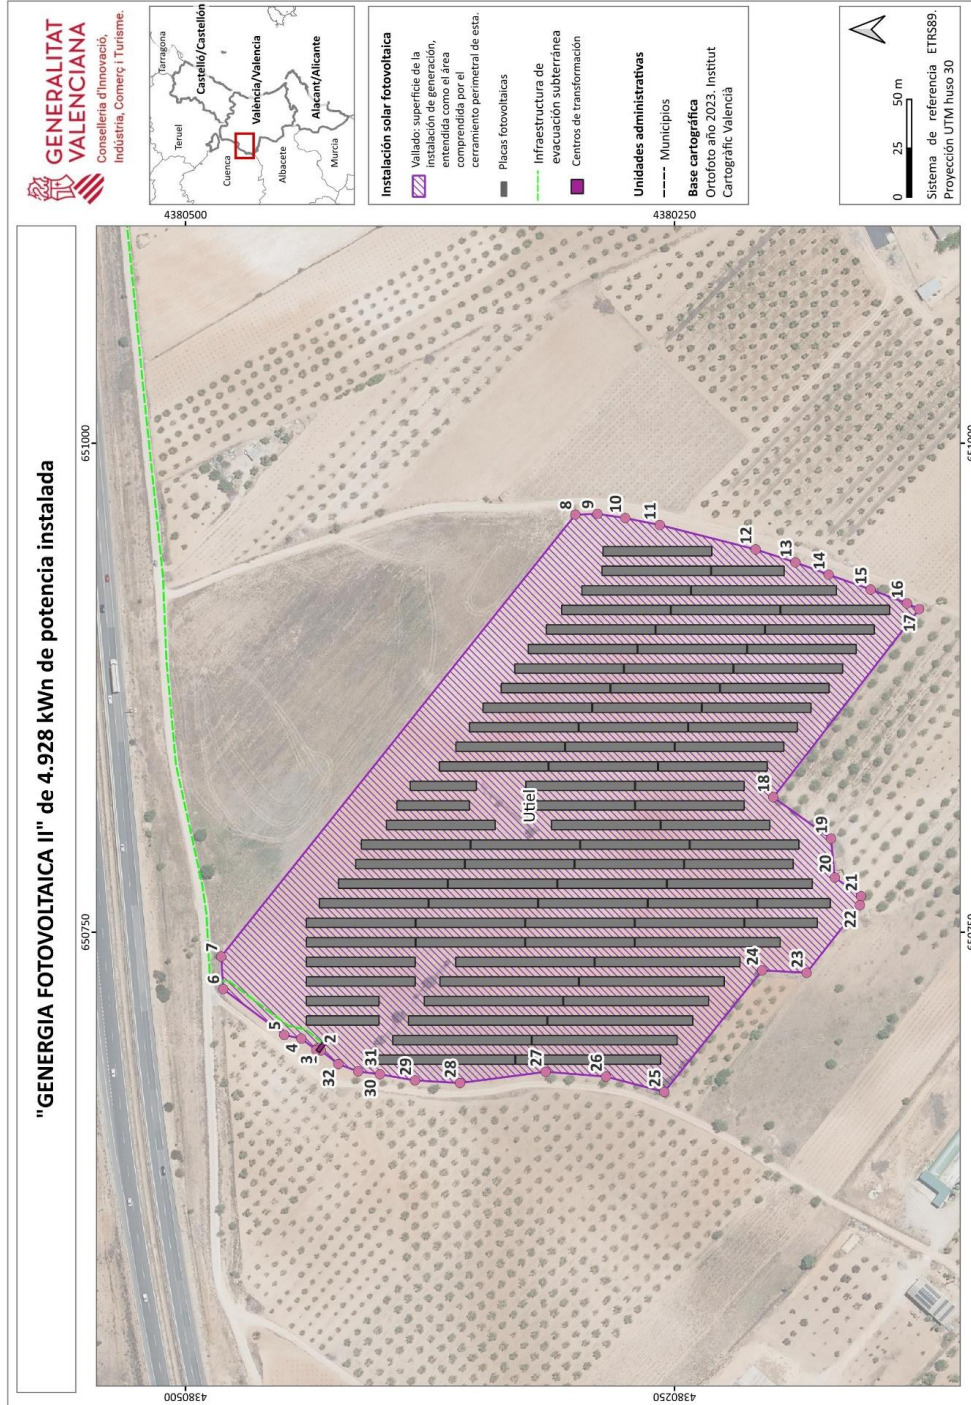 "GENERGIA FOTOVOLTAICA II" de 4.928 kWn de potencia instalada
GENERALITAT
VALENCIANA
Conselleria d'Innovació,
Indústria, Comerç i Turisme.
Tarragona
Teruel
Castelló/Castellón
Cuenca
València/Valencia
Albacete
Alacant/Alicante
Murcia
Instalación solar fotovoltaica
Vallado: superficie de la
instalación de generación,
entendida como el área
comprendida por el
cerramiento perimetral de esta.
Placas fotovoltaicas
Infraestructura de
evacuación subterránea
Centros de transformación
Unidades administrativas
Municipios
Base cartográfica
Ortofoto año 2023. Institut
Cartogràfic Valencià
0 25 50 m
Sistema de referencia ETRS89.
Proyección UTM huso 30
650750
651000
4380500
4380500
4380250
4380250
650750
651000
Utiel
1
2
3
4
5
6
7
8
9
10
11
12
13
14
15
16
17
18
19
20
21
22
23
24
25
26
27
28
29
30
31
32